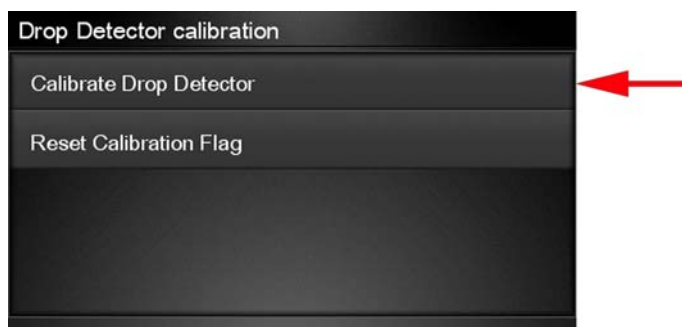 Drop Detector calibration
Calibrate Drop Detector
Reset Calibration Flag